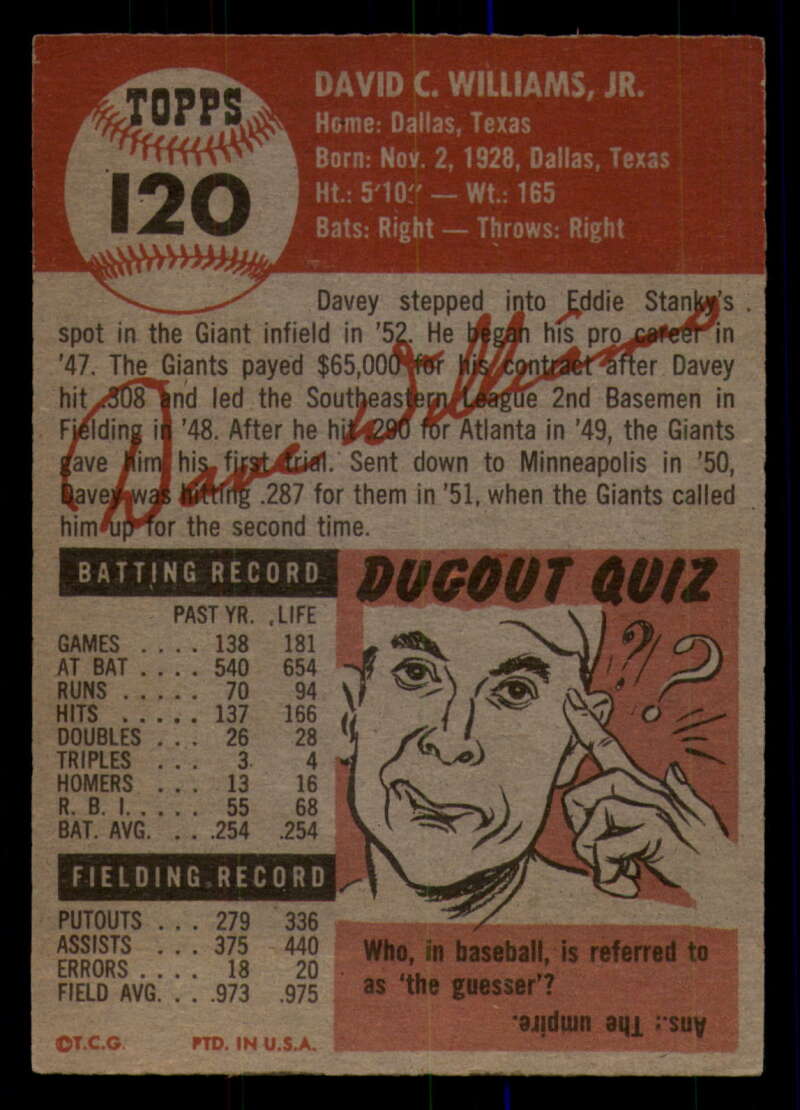 TOPPS
120
DAVID C. WILLIAMS, JR.
Home: Dallas, Texas
Born: Nov. 2, 1928, Dallas, Texas
Ht.: 5'10" — Wt.: 165
Bats: Right — Throws: Right
Davey stepped into Eddie Stanky's
spot in the Giant infield in '52. He began his pro career in
'47. The Giants payed $65,000 for his contract after Davey
hit .308 and led the Southeastern League 2nd Basemen in
Fielding in '48. After he hit .290 for Atlanta in '49, the Giants
gave him his first trial. Sent down to Minneapolis in '50,
Davey was hitting .287 for them in '51, when the Giants called
him up for the second time.
Dave Williams
BATTING RECORD
PAST YR. LIFE
GAMES .... 138 181
AT BAT .... 540 654
RUNS ..... 70 94
HITS ..... 137 166
DOUBLES ... 26 28
TRIPLES ... 3 4
HOMERS ... 13 16
R. B. I. .... 55 68
BAT. AVG. .. .254 .254
FIELDING RECORD
PUTOUTS ... 279 336
ASSISTS ... 375 440
ERRORS .... 18 20
FIELD AVG. .. .973 .975
©T.C.G. PTD. IN U.S.A.
DUGOUT QUIZ
? ! ?
Who, in baseball, is referred to
as 'the guesser'?
Ans.: The umpire.